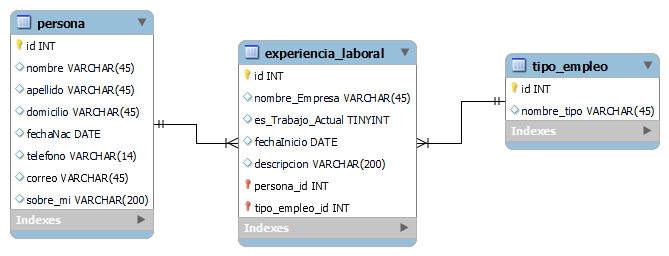 persona
id INT
nombre VARCHAR(45)
apellido VARCHAR(45)
domicilio VARCHAR(45)
fechaNac DATE
telefono VARCHAR(14)
correo VARCHAR(45)
sobre_mi VARCHAR(200)
Indexes
experiencia_laboral
id INT
nombre_Empresa VARCHAR(45)
es_Trabajo_Actual TINYINT
fechaInicio DATE
descripcion VARCHAR(200)
persona_id INT
tipo_empleo_id INT
Indexes
tipo_empleo
id INT
nombre_tipo VARCHAR(45)
Indexes